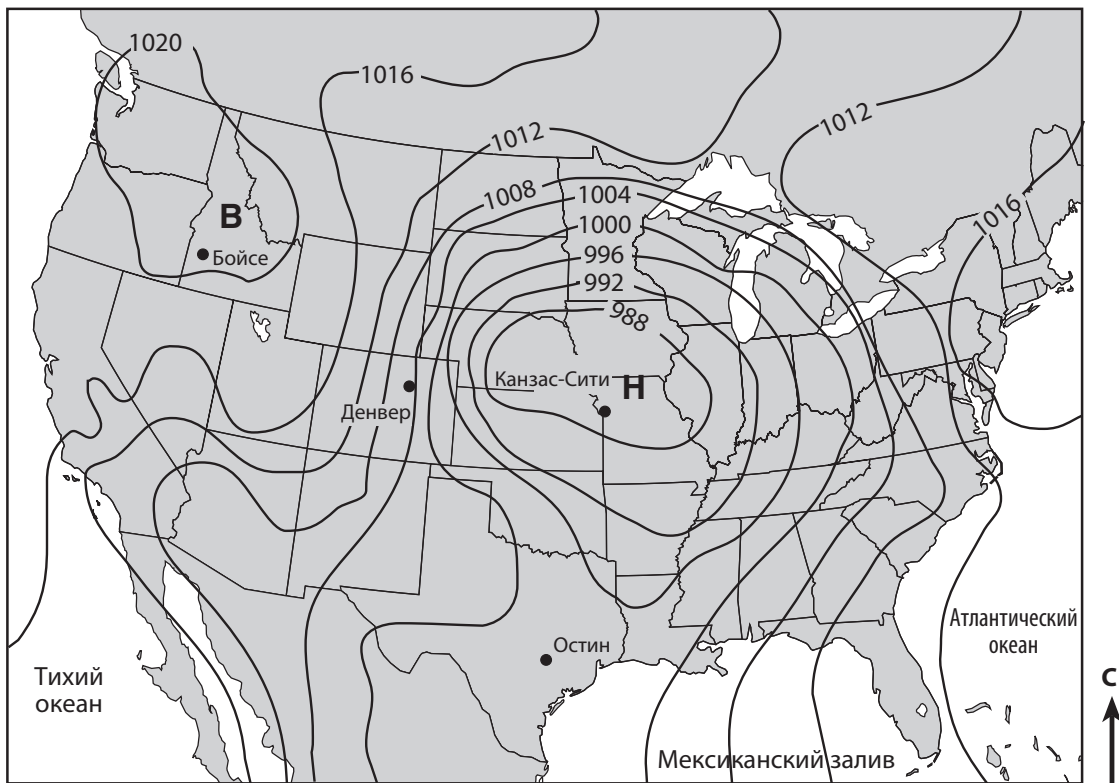 1020
1016
1012
1012
1008
1004
1016
1000
В
996
Бойсе
992
988
Канзас-Сити
Н
Денвер
Остин
Атлантический
океан
Тихий
океан
Мексиканский залив
С